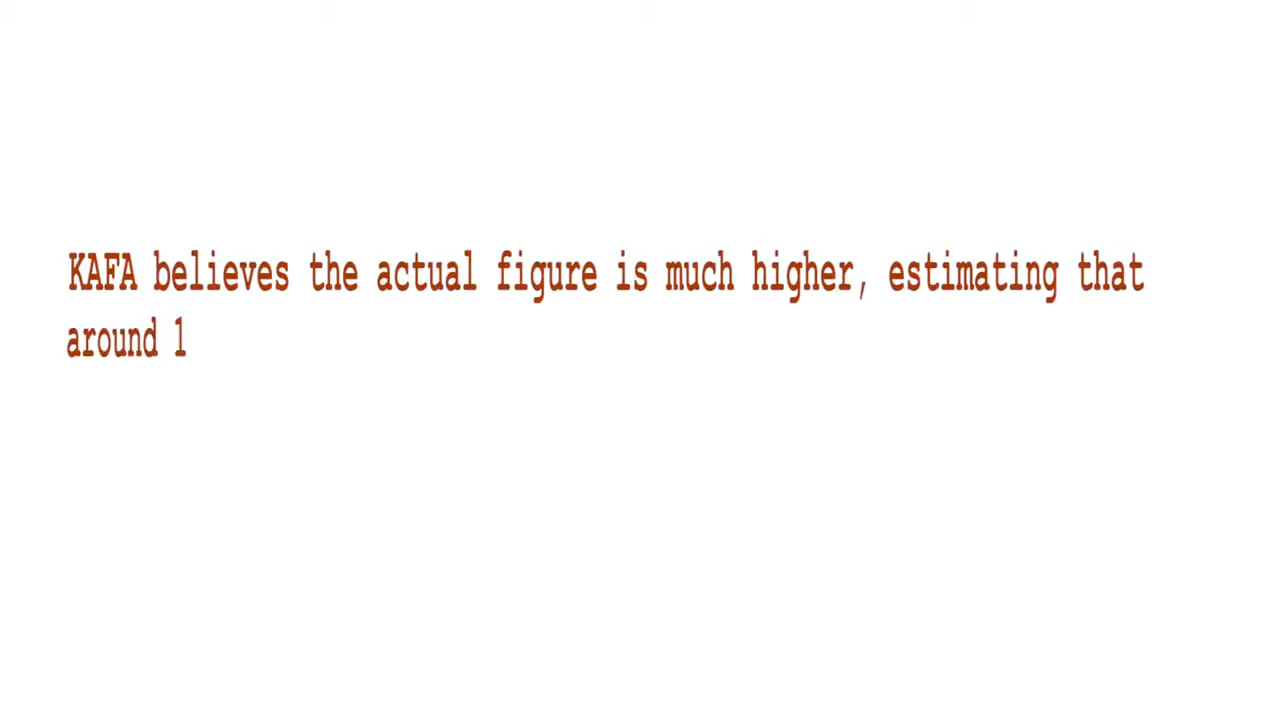 KAFA believes the actual figure is much higher, estimating that
around 1